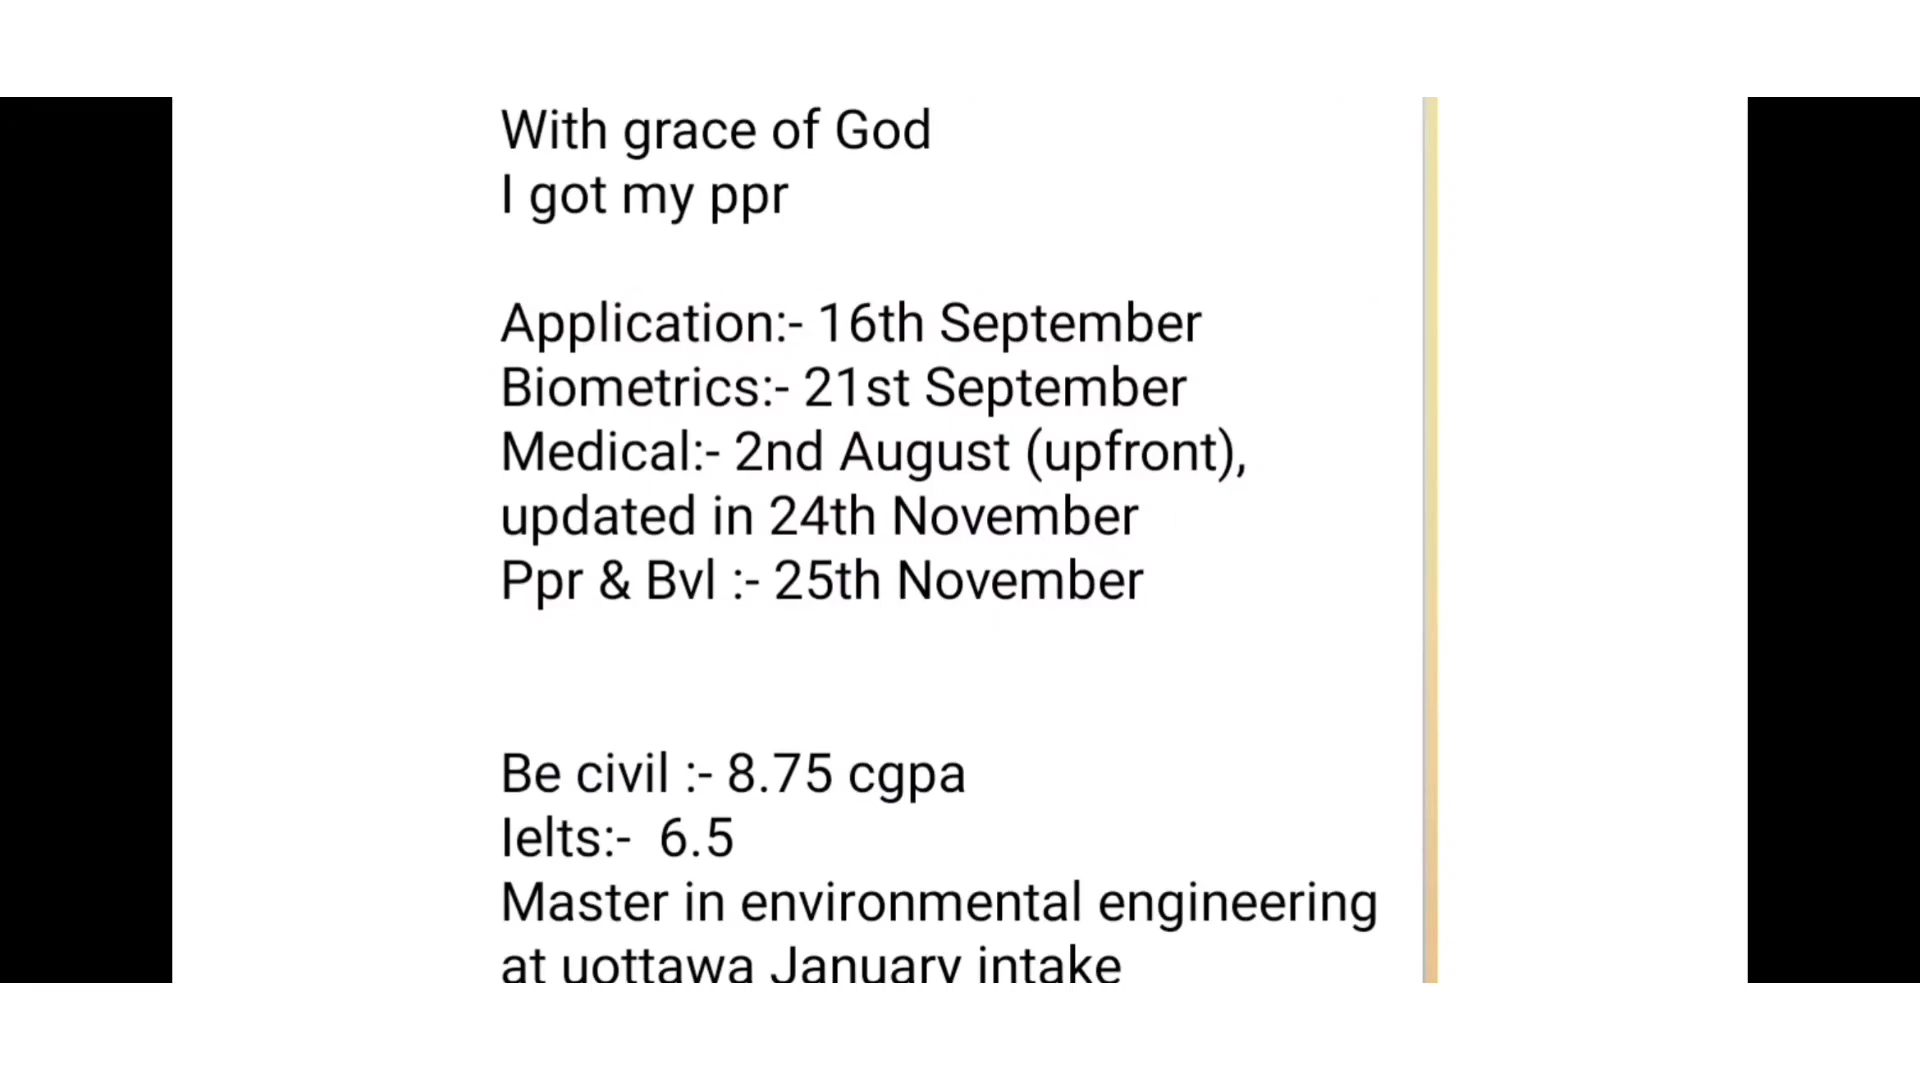 With grace of God
I got my ppr
Application:- 16th September
Biometrics:- 21st September
Medical:- 2nd August (upfront),
updated in 24th November
Ppr & Bvl :- 25th November
Be civil :- 8.75 cgpa
Ielts:-  6.5
Master in environmental engineering
at uottawa January intake